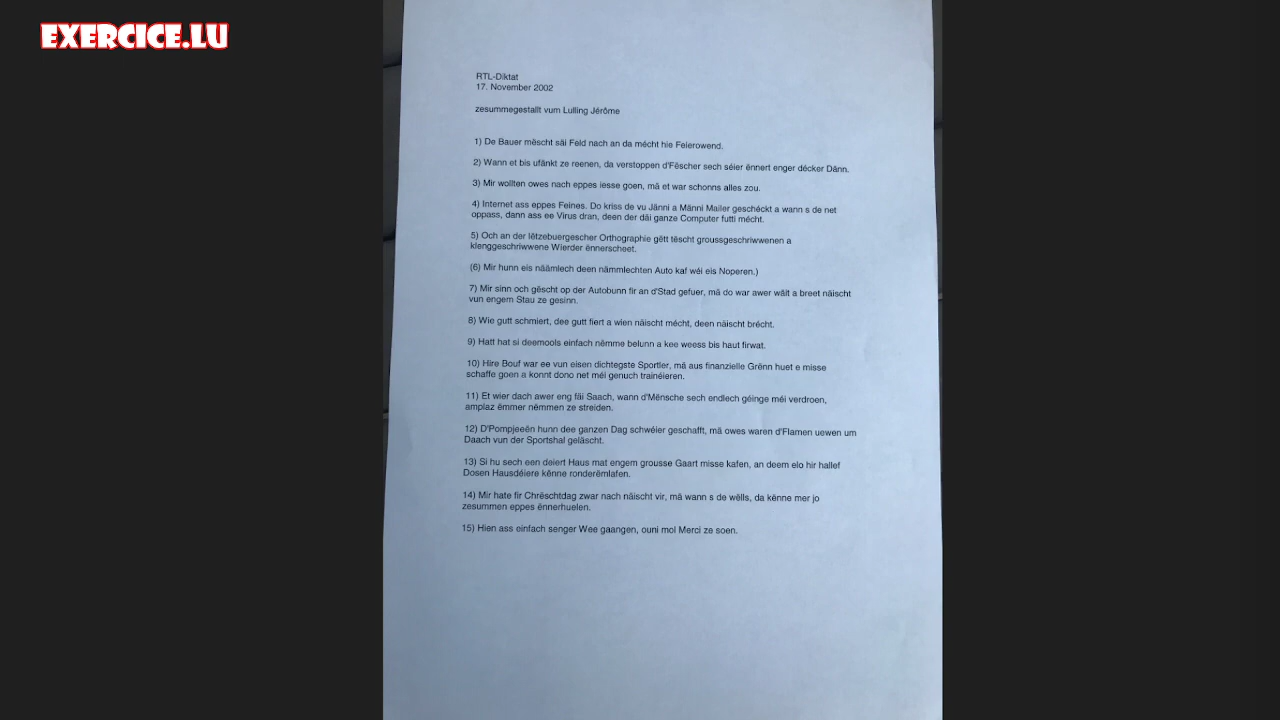 EXERCICE.LU
RTL-Diktat
17. November 2002
zesummegestallt vum Lulling Jérôme
1) De Bauer mëscht säi Feld nach an da mécht hie Feierowend.
2) Wann et bis ufänkt ze reenen, da verstoppen d'Fëscher sech séier ënnert enger décker Dänn.
3) Mir wollten owes nach eppes iesse goen, mä et war schonns alles zou.
4) Internet ass eppes Feines. Do kriss de vu Jänni a Männi Mailer geschéckt a wann s de net
oppass, dann ass ee Virus dran, deen der däi ganze Computer futti mécht.
5) Och an der lëtzebuergescher Orthographie gëtt tëscht groussgeschriwwenen a
klenggeschriwwene Wierder ënnerscheet.
(6) Mir hunn eis näämlech deen nämmlechten Auto kaf wéi eis Noperen.)
7) Mir sinn och gëscht op der Autobunn fir an d'Stad gefuer, mä do war awer wäit a breet näischt
vun engem Stau ze gesinn.
8) Wie gutt schmiert, dee gutt fiert a wien näischt mécht, deen näischt brécht.
9) Hatt hat si deemools einfach nëmme belunn a kee weess bis haut firwat.
10) Hire Bouf war ee vun eisen dichtegste Sportler, mä aus finanzielle Grënn huet e misse
schaffe goen a konnt dono net méi genuch trainéieren.
11) Et wier dach awer eng fäi Saach, wann d'Mënsche sech endlech géinge méi verdroen,
amplaz ëmmer nëmmen ze streiden.
12) D'Pompjeeën hunn dee ganzen Dag schwéier geschafft, mä owes waren d'Flamen uewen um
Daach vun der Sportshal geläscht.
13) Si hu sech een deiert Haus mat engem grousse Gaart misse kafen, an deem elo hir hallef
Dosen Hausdéiere kënne ronderëmlafen.
14) Mir hate fir Chrëschtdag zwar nach näischt vir, mä wann s de wëlls, da kënne mer jo
zesummen eppes ënnerhuelen.
15) Hien ass einfach senger Wee gaangen, ouni mol Merci ze soen.